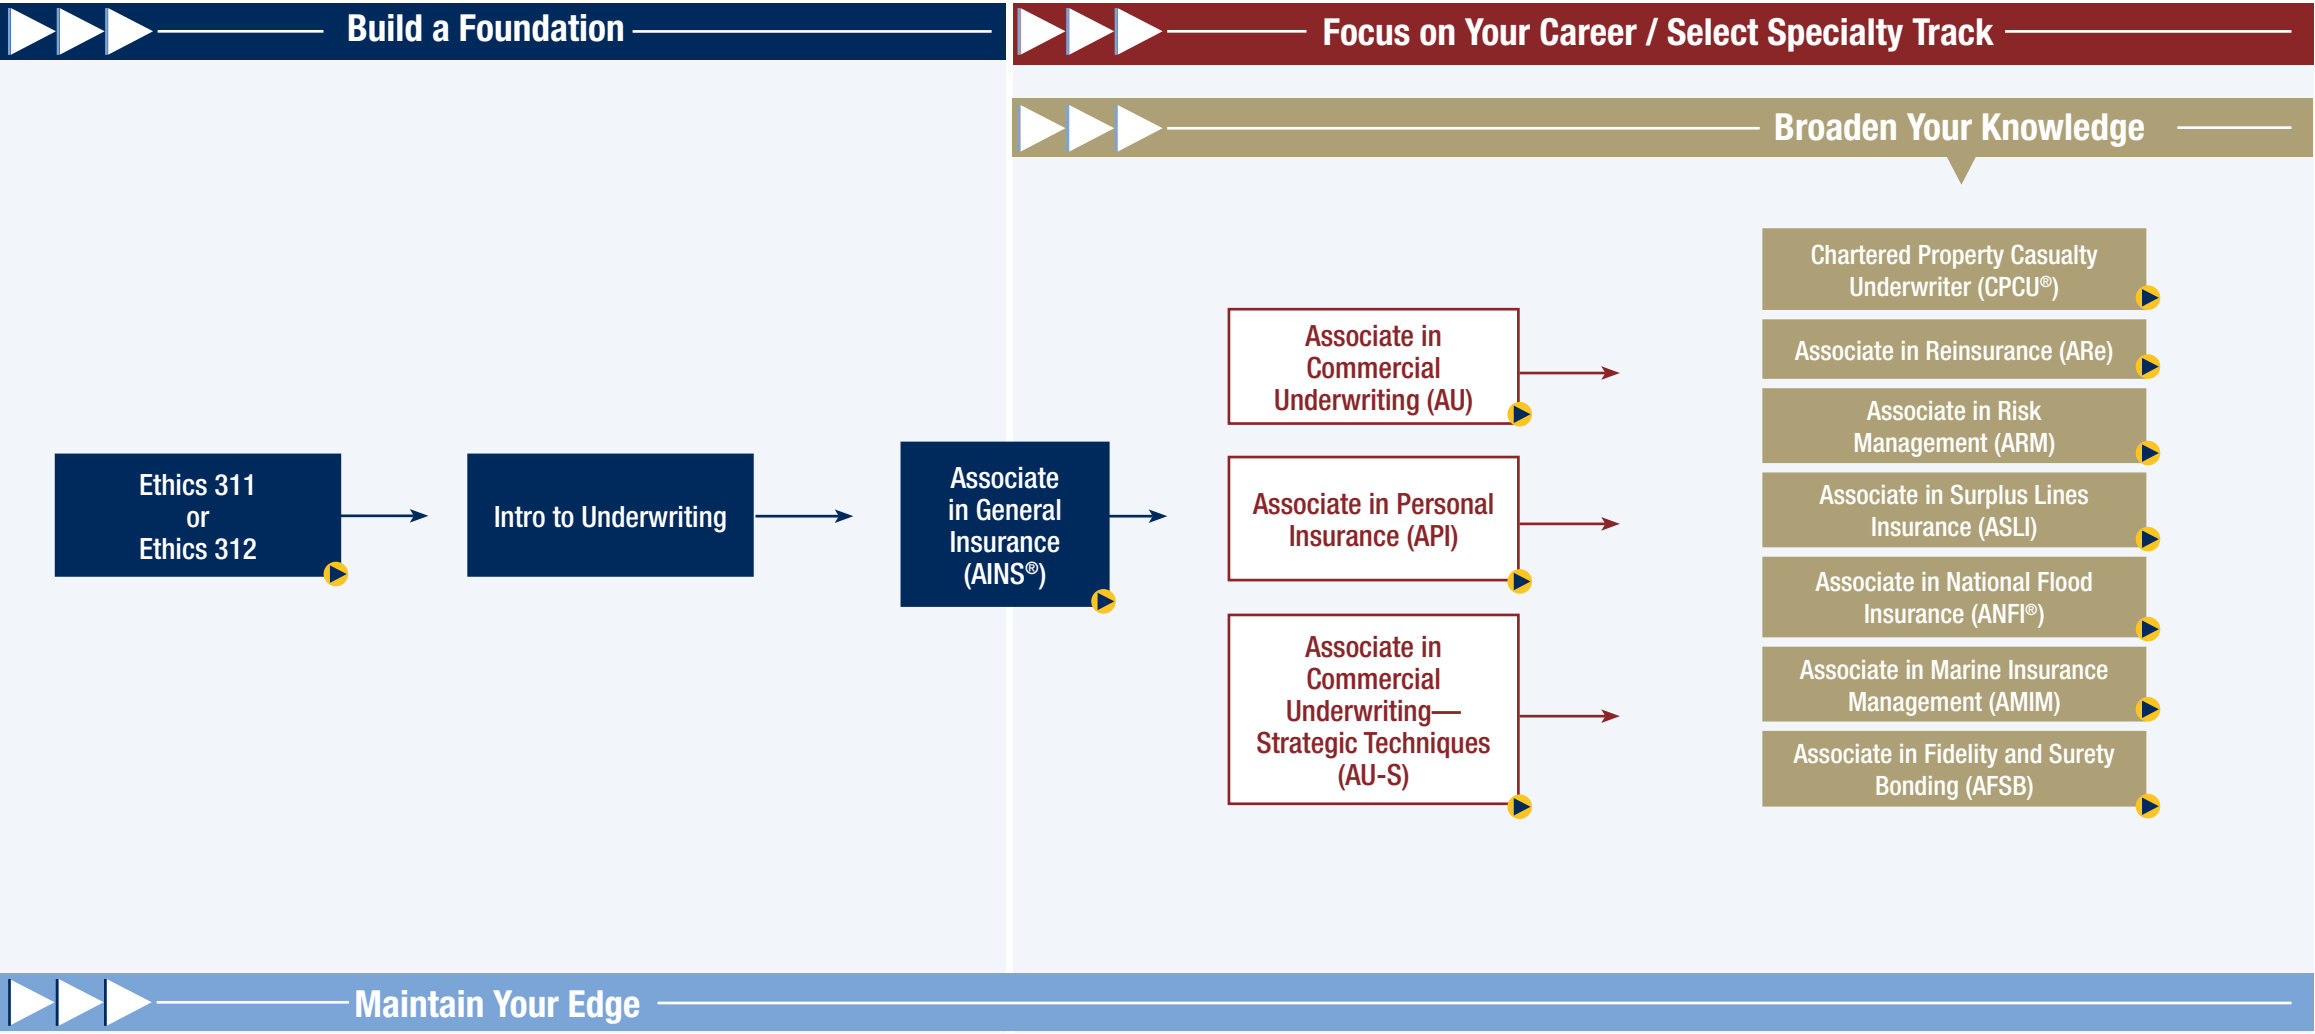 Build a Foundation
Focus on Your Career / Select Specialty Track
Broaden Your Knowledge
Ethics 311
or
Ethics 312
Intro to Underwriting
Associate
in General
Insurance
(AINS®)
Associate in
Commercial
Underwriting (AU)
Associate in Personal
Insurance (API)
Associate in
Commercial
Underwriting—
Strategic Techniques
(AU-S)
Chartered Property Casualty
Underwriter (CPCU®)
Associate in Reinsurance (ARe)
Associate in Risk
Management (ARM)
Associate in Surplus Lines
Insurance (ASLI)
Associate in National Flood
Insurance (ANFI®)
Associate in Marine Insurance
Management (AMIM)
Associate in Fidelity and Surety
Bonding (AFSB)
Maintain Your Edge